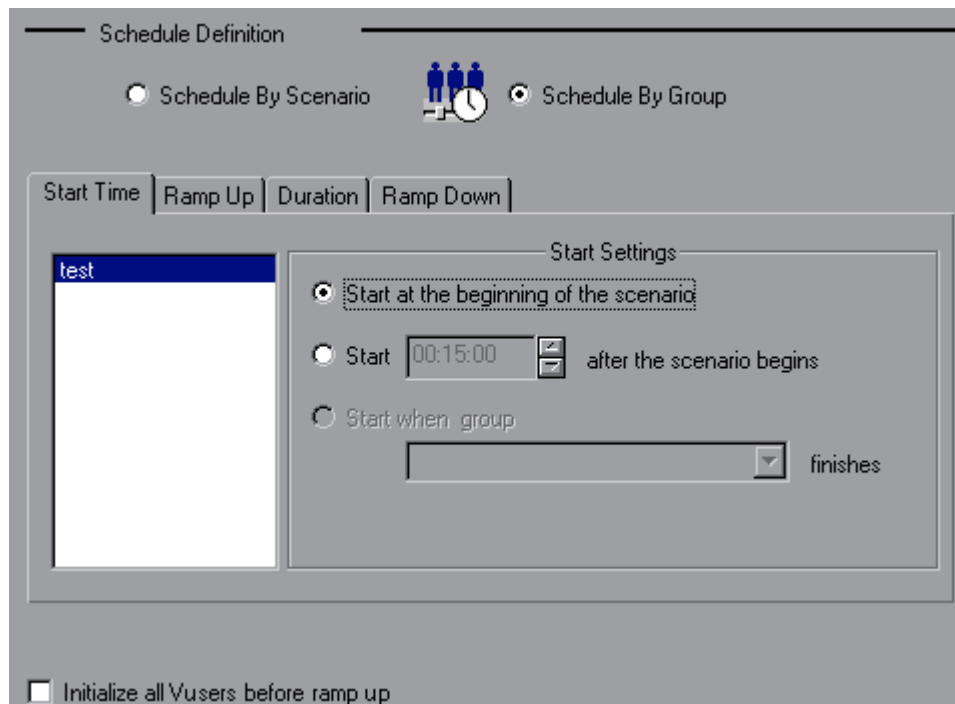 Schedule Definition
Schedule By Scenario
Schedule By Group
Start Time
Ramp Up
Duration
Ramp Down
test
Start Settings
Start at the beginning of the scenario
Start 00:15:00 after the scenario begins
Start when group
finishes
Initialize all Vusers before ramp up